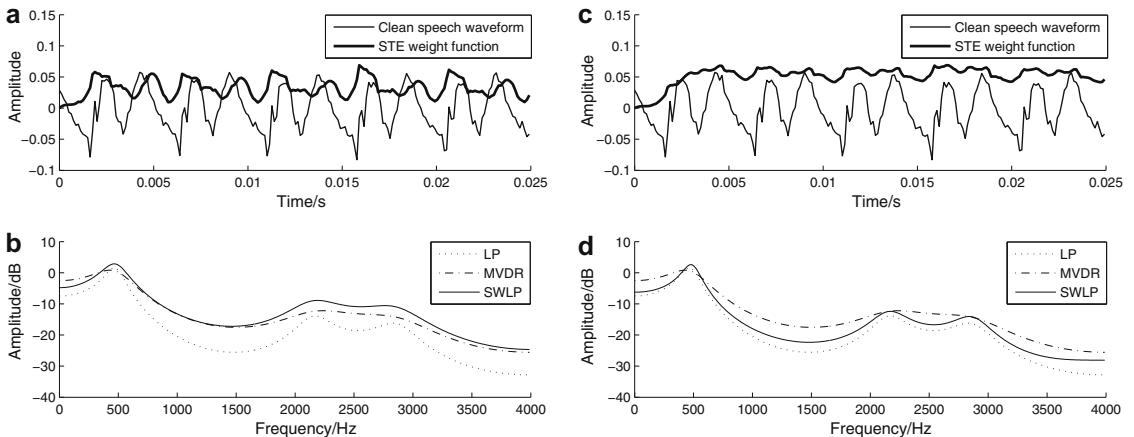 a
0.15
0.1
0.05
0
−0.05
−0.1
Amplitude
Clean speech waveform
STE weight function
0
0.005
0.01
0.015
0.02
0.025
Time/s
c
0.15
0.1
0.05
0
−0.05
−0.1
Amplitude
Clean speech waveform
STE weight function
0
0.005
0.01
0.015
0.02
0.025
Time/s
b
10
0
−10
−20
−30
−40
Amplitude/dB
LP
MVDR
SWLP
0
500
1000
1500
2000
2500
3000
3500
4000
Frequency/Hz
d
10
0
−10
−20
−30
−40
Amplitude/dB
LP
MVDR
SWLP
0
500
1000
1500
2000
2500
3000
3500
4000
Frequency/Hz